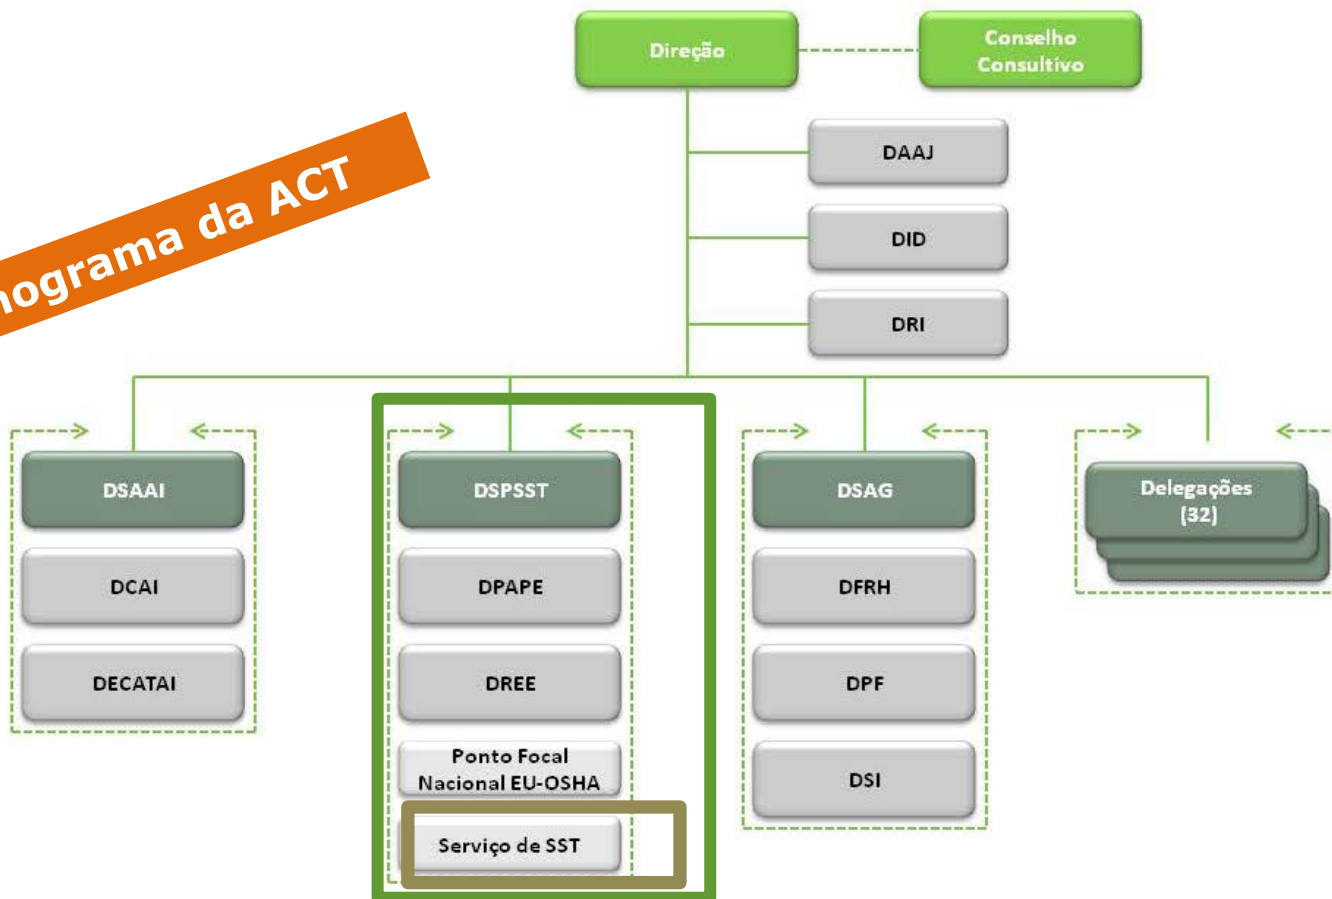 Direção
Conselho
Consultivo
nograma da ACT
DAAJ
DID
DRI
DSAAI
DCAI
DECATAI
DSPSST
DPAPE
DREE
Ponto Focal
Nacional EU-OSHA
Serviço de SST
DSAG
DFRH
DPF
DSI
Delegações
(32)